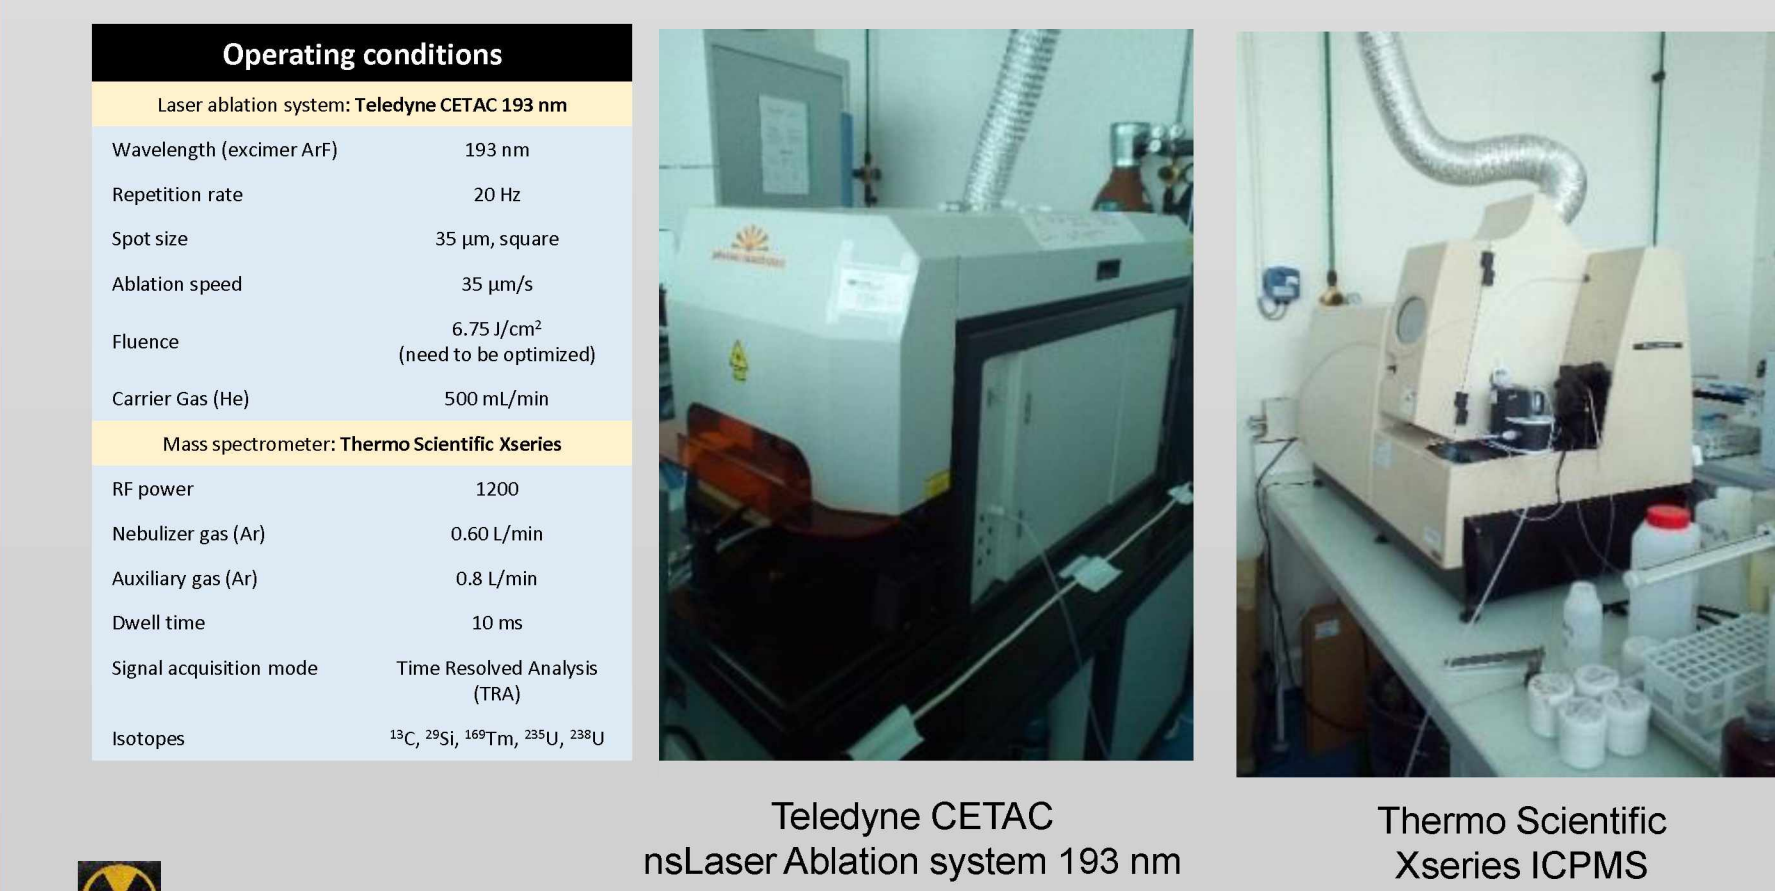 Operating conditions
Laser ablation system: Teledyne CETAC 193 nm
Wavelength (excimer ArF) 193 nm
Repetition rate 20 Hz
Spot size 35 µm, square
Ablation speed 35 µm/s
Fluence 6.75 J/cm²
(need to be optimized)
Carrier Gas (He) 500 mL/min
Mass spectrometer: Thermo Scientific Xseries
RF power 1200
Nebulizer gas (Ar) 0.60 L/min
Auxiliary gas (Ar) 0.8 L/min
Dwell time 10 ms
Signal acquisition mode Time Resolved Analysis
(TRA)
Isotopes ¹³C, ²⁹Si, ¹⁶⁹Tm, ²³⁵U, ²³⁸U
Teledyne CETAC
nsLaser Ablation system 193 nm
Thermo Scientific
Xseries ICPMS